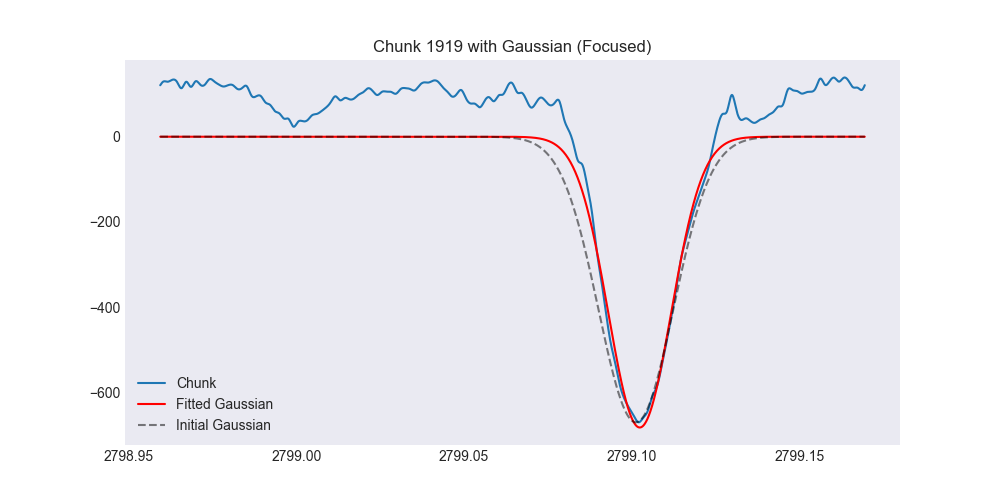 Chunk 1919 with Gaussian (Focused)
0
−200
−400
−600
Chunk
Fitted Gaussian
Initial Gaussian
2798.95 2799.00 2799.05 2799.10 2799.15